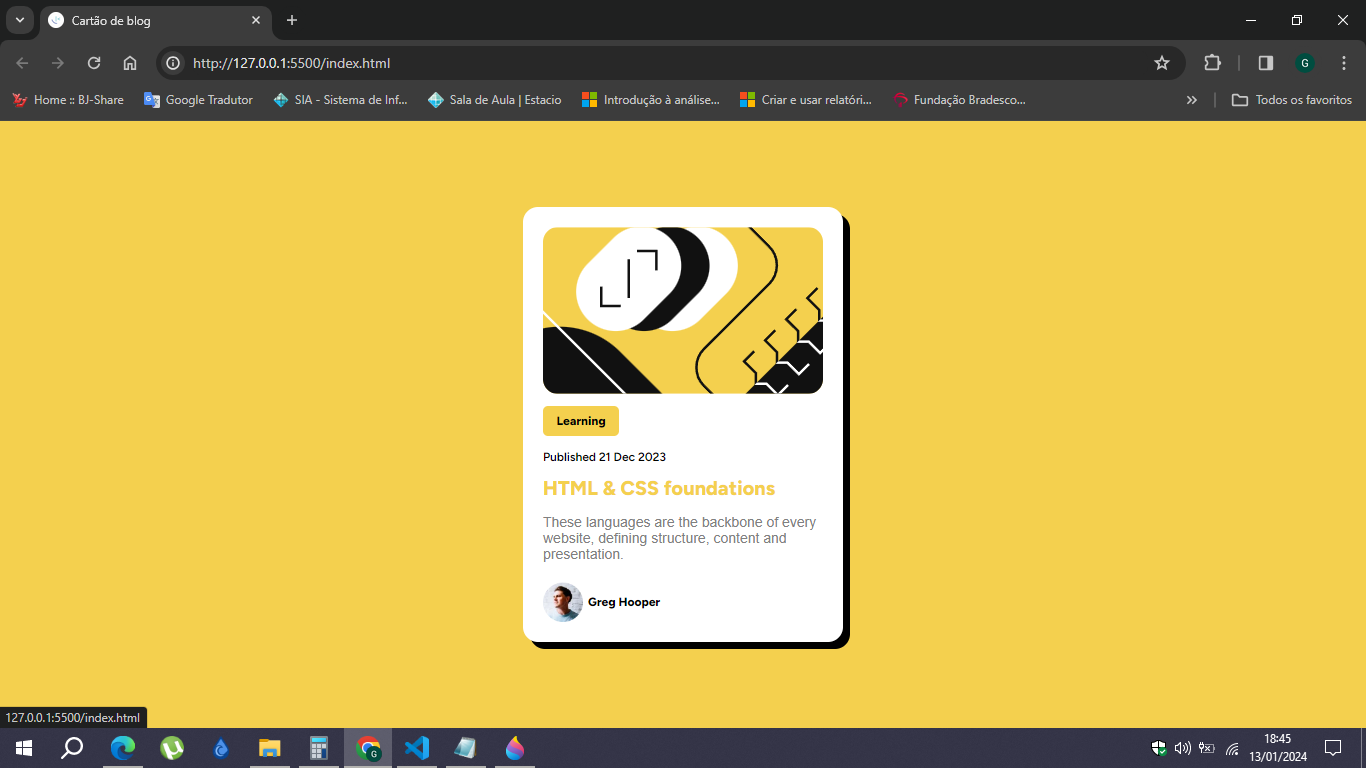 Cartão de blog
http://127.0.0.1:5500/index.html
G
Home :: BJ-Share
Google Tradutor
SIA - Sistema de Inf...
Sala de Aula | Estacio
Introdução à análise...
Criar e usar relatóri...
Fundação Bradesco...
Todos os favoritos
Learning
Published 21 Dec 2023
HTML & CSS foundations
These languages are the backbone of every
website, defining structure, content and
presentation.
Greg Hooper
127.0.0.1:5500/index.html
G
18:45
13/01/2024